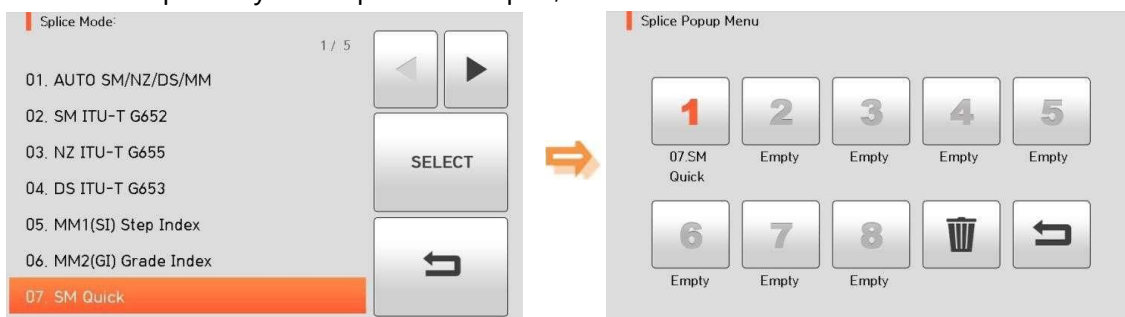 Splice Mode:
1 / 5
01. AUTO SM/NZ/DS/MM
02. SM ITU-T G652
03. NZ ITU-T G655
04. DS ITU-T G653
05. MM1(SI) Step Index
06. MM2(GI) Grade Index
07. SM Quick
SELECT
Splice Popup Menu
1 2 3 4 5
07.SM Quick Empty Empty Empty Empty
6 7 8
Empty Empty Empty